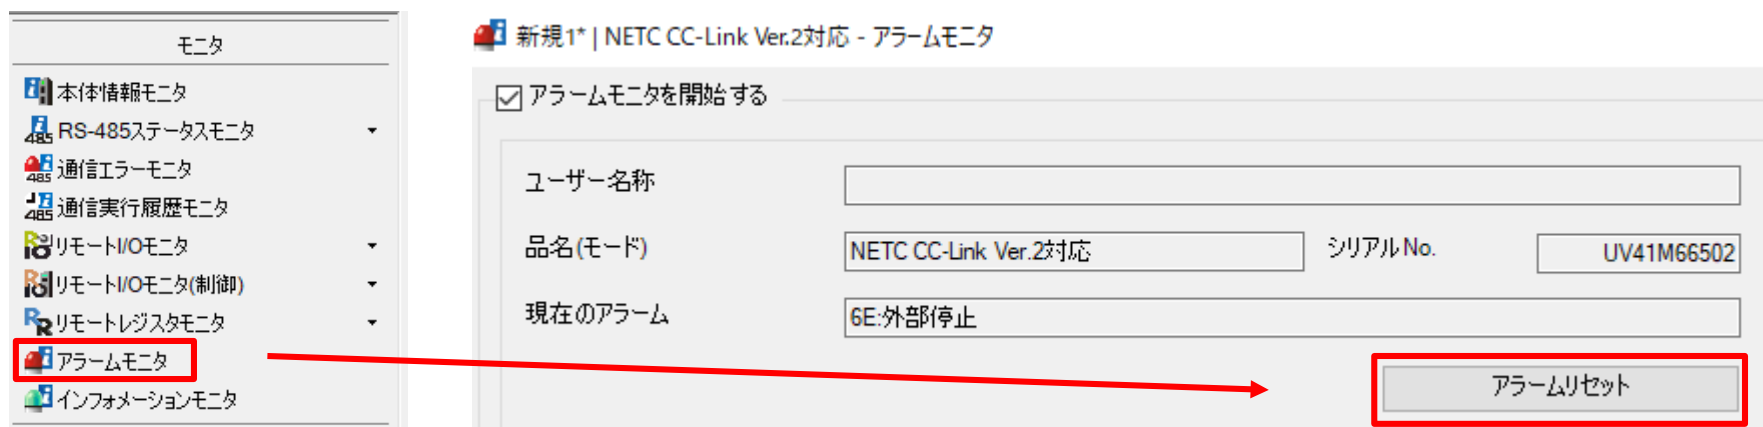 モニタ
本体情報モニタ
RS-485ステータスモニタ
通信エラーモニタ
通信実行履歴モニタ
リモートI/Oモニタ
リモートI/Oモニタ(制御)
リモートレジスタモニタ
アラームモニタ
インフォメーションモニタ
新規1* | NETC CC-Link Ver.2対応 - アラームモニタ
アラームモニタを開始する
ユーザー名称
品名(モード) NETC CC-Link Ver.2対応 シリアルNo. UV41M66502
現在のアラーム 6E:外部停止
アラームリセット